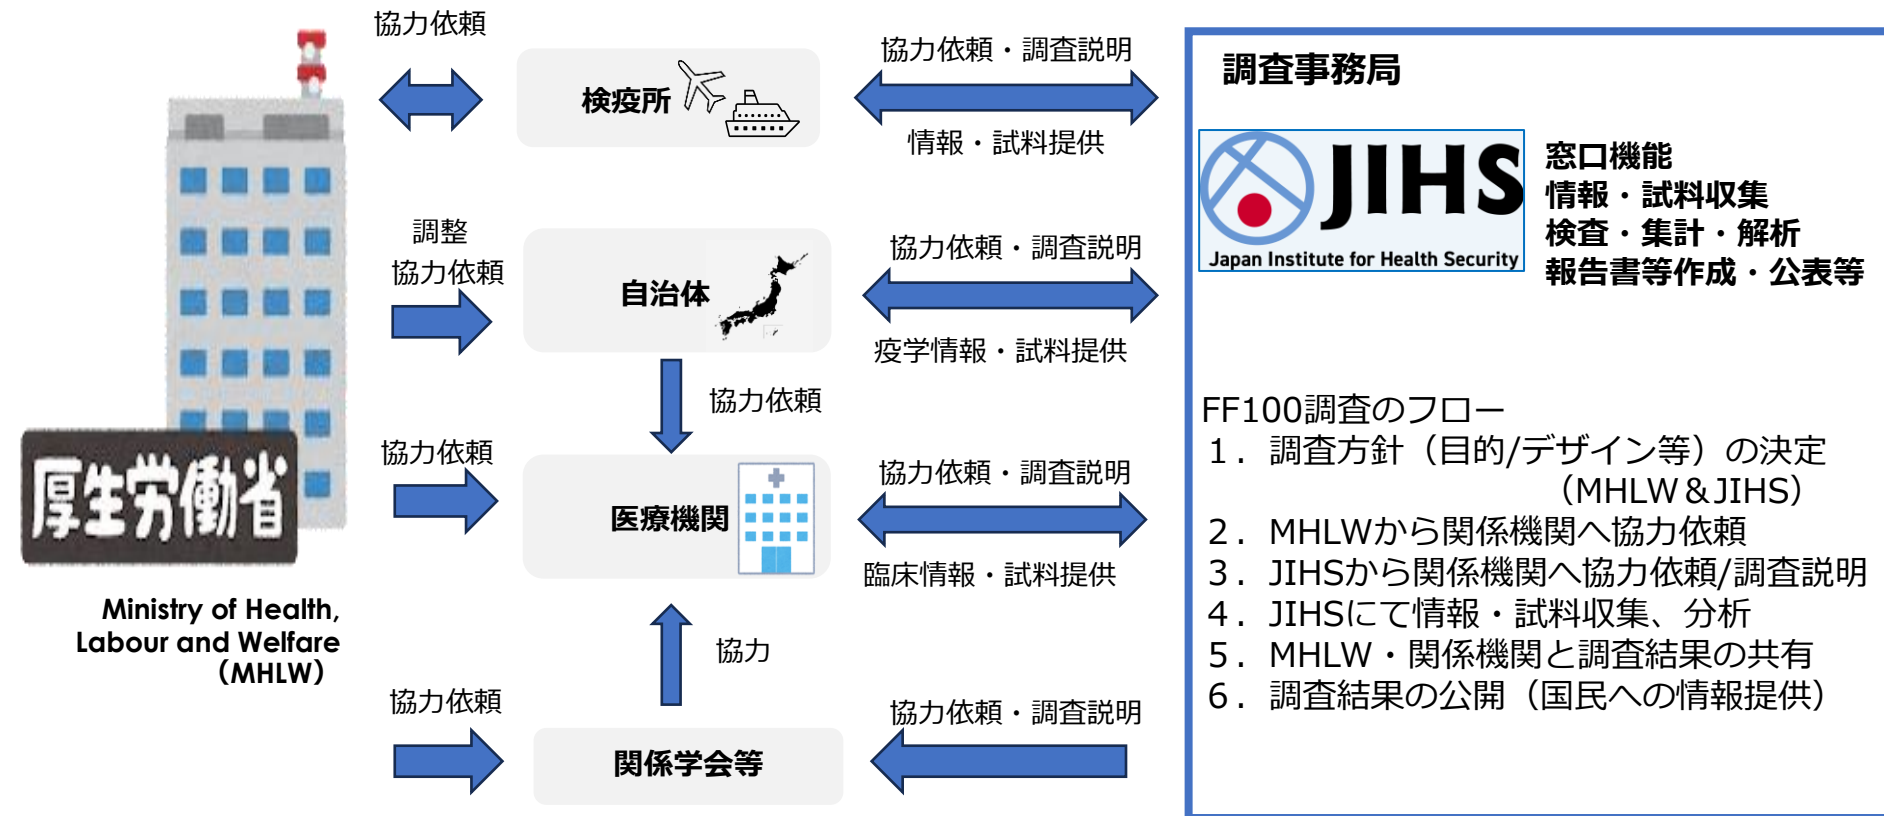 協力依頼
検疫所
協力依頼・調査説明
情報・試料提供
調整
協力依頼
自治体
協力依頼・調査説明
疫学情報・試料提供
協力依頼
協力依頼
医療機関
協力依頼・調査説明
臨床情報・試料提供
厚生労働省
Ministry of Health,
Labour and Welfare
（MHLW）
協力
協力依頼
関係学会等
協力依頼・調査説明
調査事務局
JIHS
Japan Institute for Health Security
窓口機能
情報・試料収集
検査・集計・解析
報告書等作成・公表等
FF100調査のフロー
１．調査方針（目的/デザイン等）の決定
（MHLW＆JIHS）
２．MHLWから関係機関へ協力依頼
３．JIHSから関係機関へ協力依頼/調査説明
４．JIHSにて情報・試料収集、分析
５．MHLW・関係機関と調査結果の共有
６．調査結果の公開（国民への情報提供）